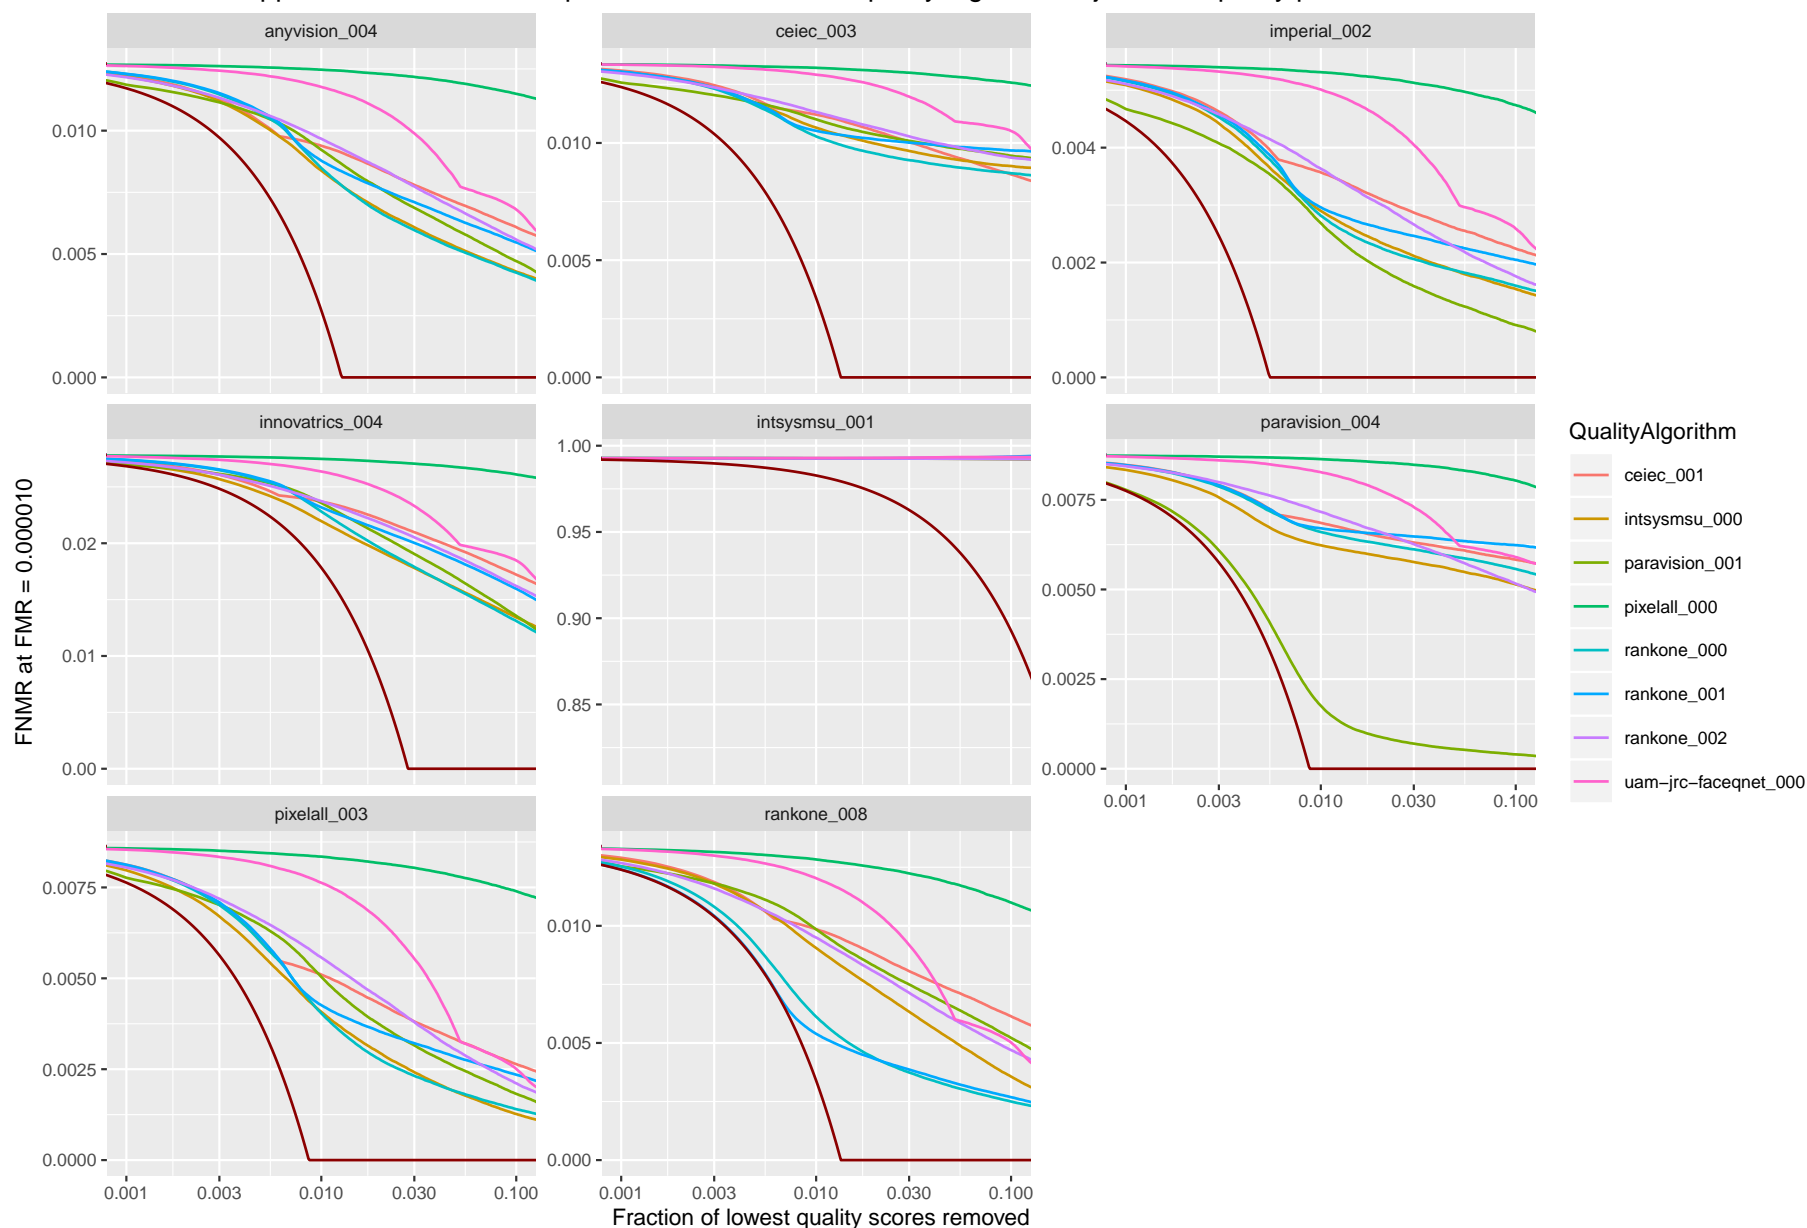 anyvision_004
ceiec_003
imperial_002
0.010
0.005
0.000
0.010
0.005
0.000
0.004
0.002
0.000
innovatrics_004
intsysmsu_001
paravision_004
0.02
0.01
0.00
1.00
0.95
0.90
0.85
0.0075
0.0050
0.0025
0.0000
0.001 0.003 0.010 0.030 0.100
pixelall_003
rankone_008
0.0075
0.0050
0.0025
0.0000
0.010
0.005
0.000
0.001 0.003 0.010 0.030 0.100
0.001 0.003 0.010 0.030 0.100
Fraction of lowest quality scores removed
FNMR at FMR = 0.000010
QualityAlgorithm
ceiec_001
intsysmsu_000
paravision_001
pixelall_000
rankone_000
rankone_001
rankone_002
uam−jrc−faceqnet_000